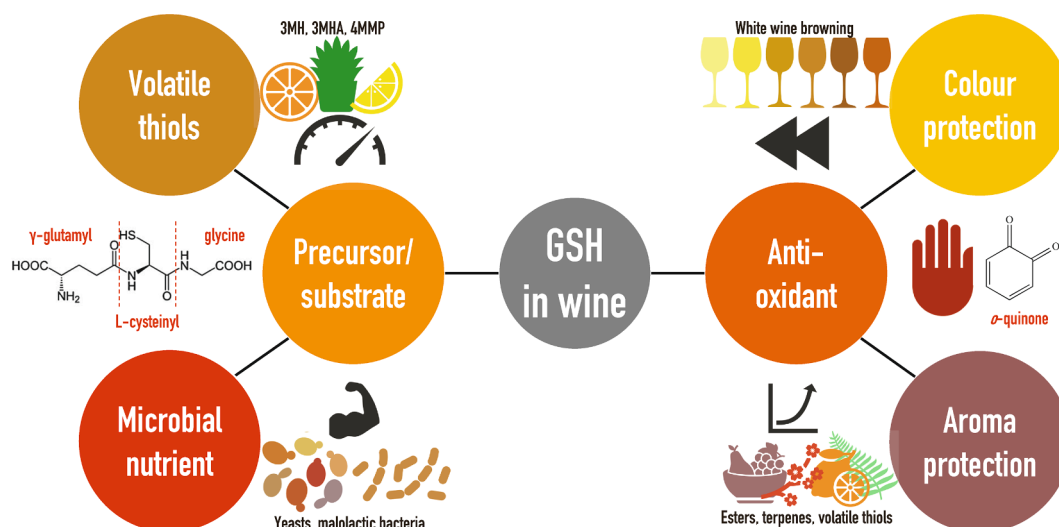 3MH, 3MHA, 4MMP
White wine browning
Volatile
thiols
Colour
protection
γ-glutamyl
HS
O
H
N
glycine
HOOC
COOH
N
H
O
NH₂
L-cysteinyl
Precursor/
substrate
GSH
in wine
Anti-
oxidant
O
O
o-quinone
Microbial
nutrient
Aroma
protection
Yeasts, malolactic bacteria
Esters, terpenes, volatile thiols